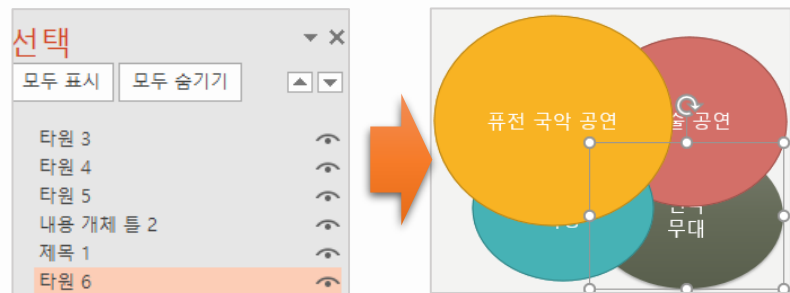 선택
모두 표시
모두 숨기기
타원 3
타원 4
타원 5
내용 개체 틀 2
제목 1
타원 6
퓨전 국악 공연
술 공연
무대